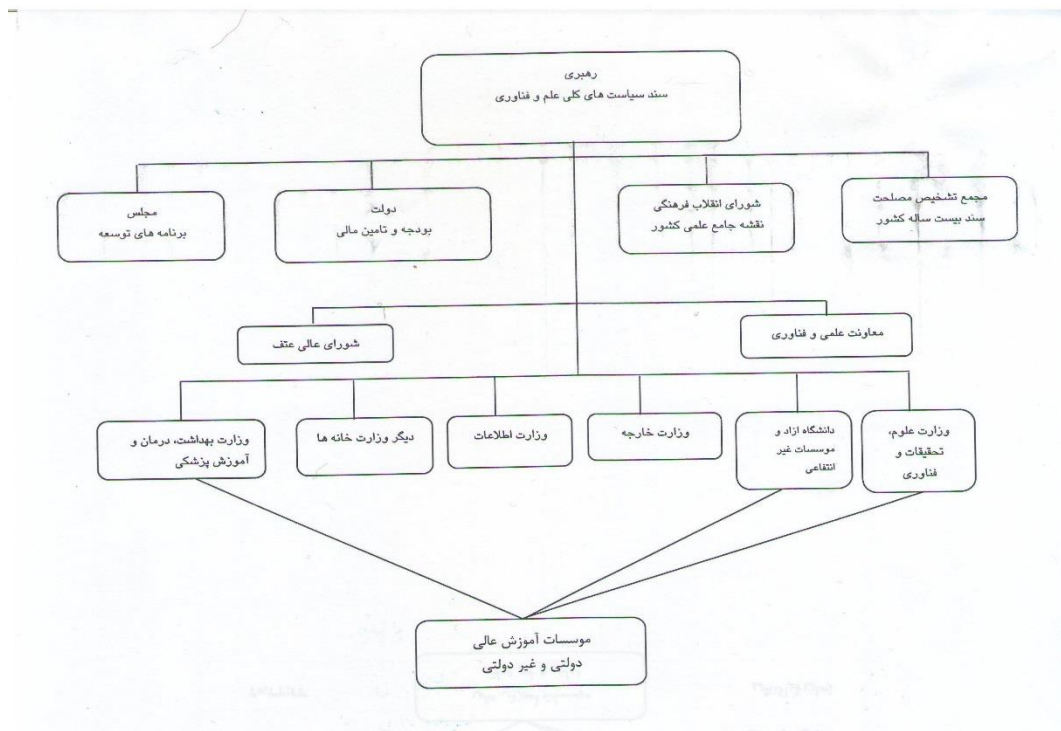 رهبری
سند سیاست های کلی علم و فناوری
مجمع تشخیص مصلحت
سند بیست ساله کشور
شورای انقلاب فرهنگی
نقشه جامع علمی کشور
دولت
بودجه و تامین مالی
مجلس
برنامه های توسعه
معاونت علمی و فناوری
شورای عالی عتف
وزارت علوم،
تحقیقات و
فناوری
دانشگاه ازاد و
موسسات غیر
انتفاعی
وزارت خارجه
وزارت اطلاعات
دیگر وزارت خانه ها
وزارت بهداشت، درمان و
آموزش پزشکی
موسسات آموزش عالی
دولتی و غیر دولتی